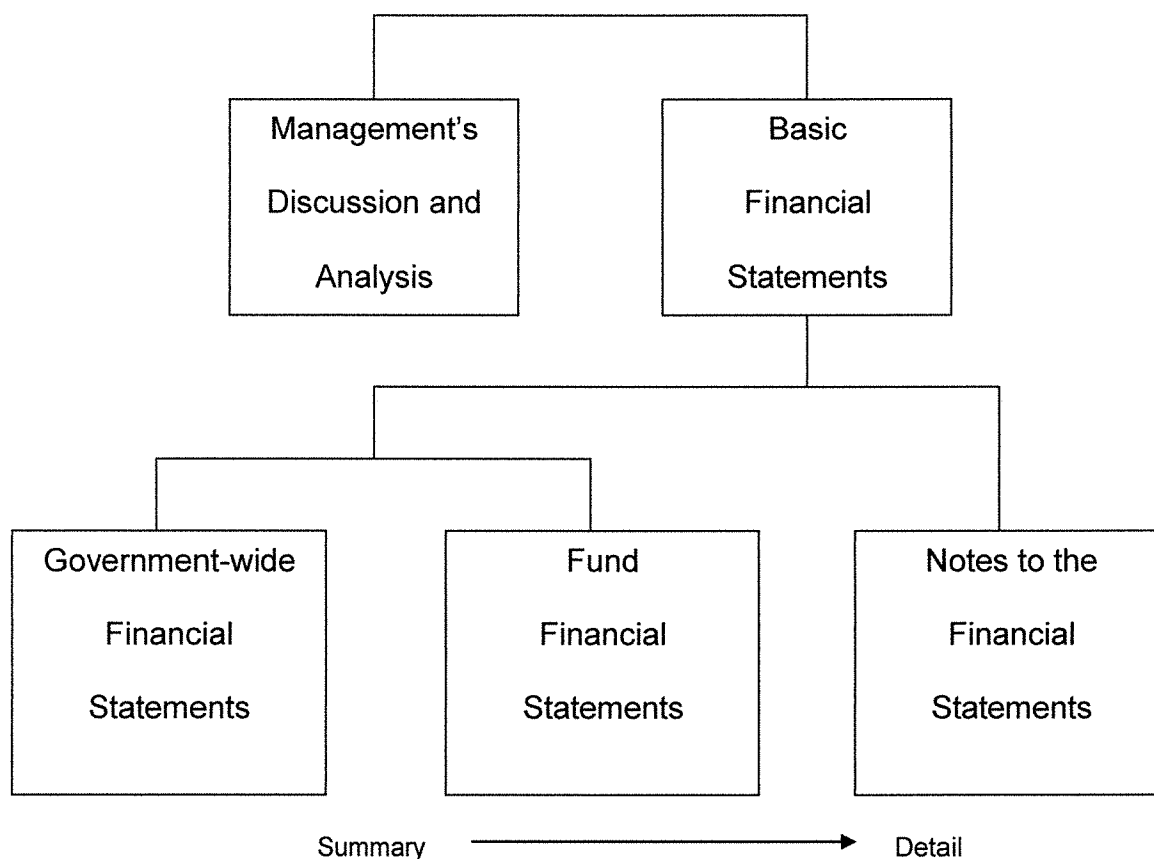 Management's
Discussion and
Analysis
Basic
Financial
Statements
Government-wide
Financial
Statements
Fund
Financial
Statements
Notes to the
Financial
Statements
Summary
Detail